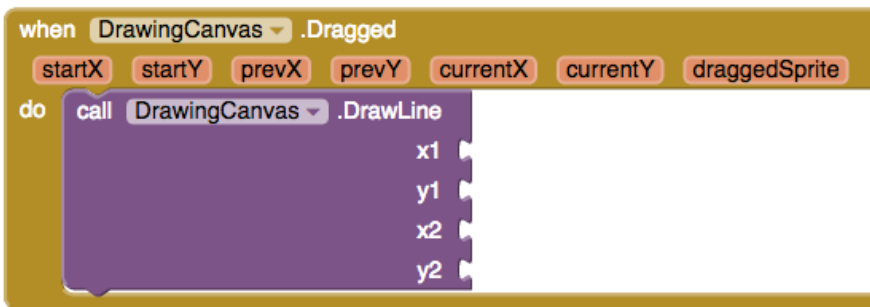 when DrawingCanvas .Dragged
startX startY prevX prevY currentX currentY draggedSprite
do call DrawingCanvas .DrawLine
x1
y1
x2
y2